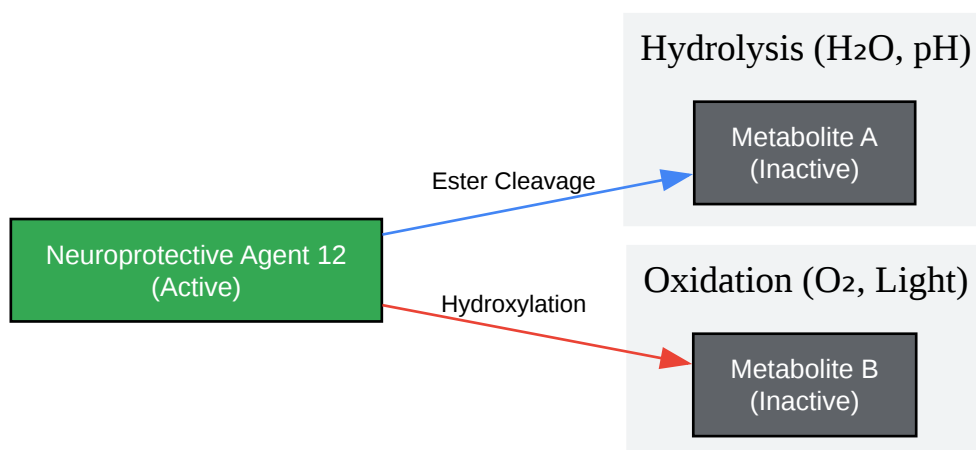 Hydrolysis (H₂O, pH)
Metabolite A
(Inactive)
Ester Cleavage
Neuroprotective Agent 12
(Active)
Hydroxylation
Oxidation (O₂, Light)
Metabolite B
(Inactive)